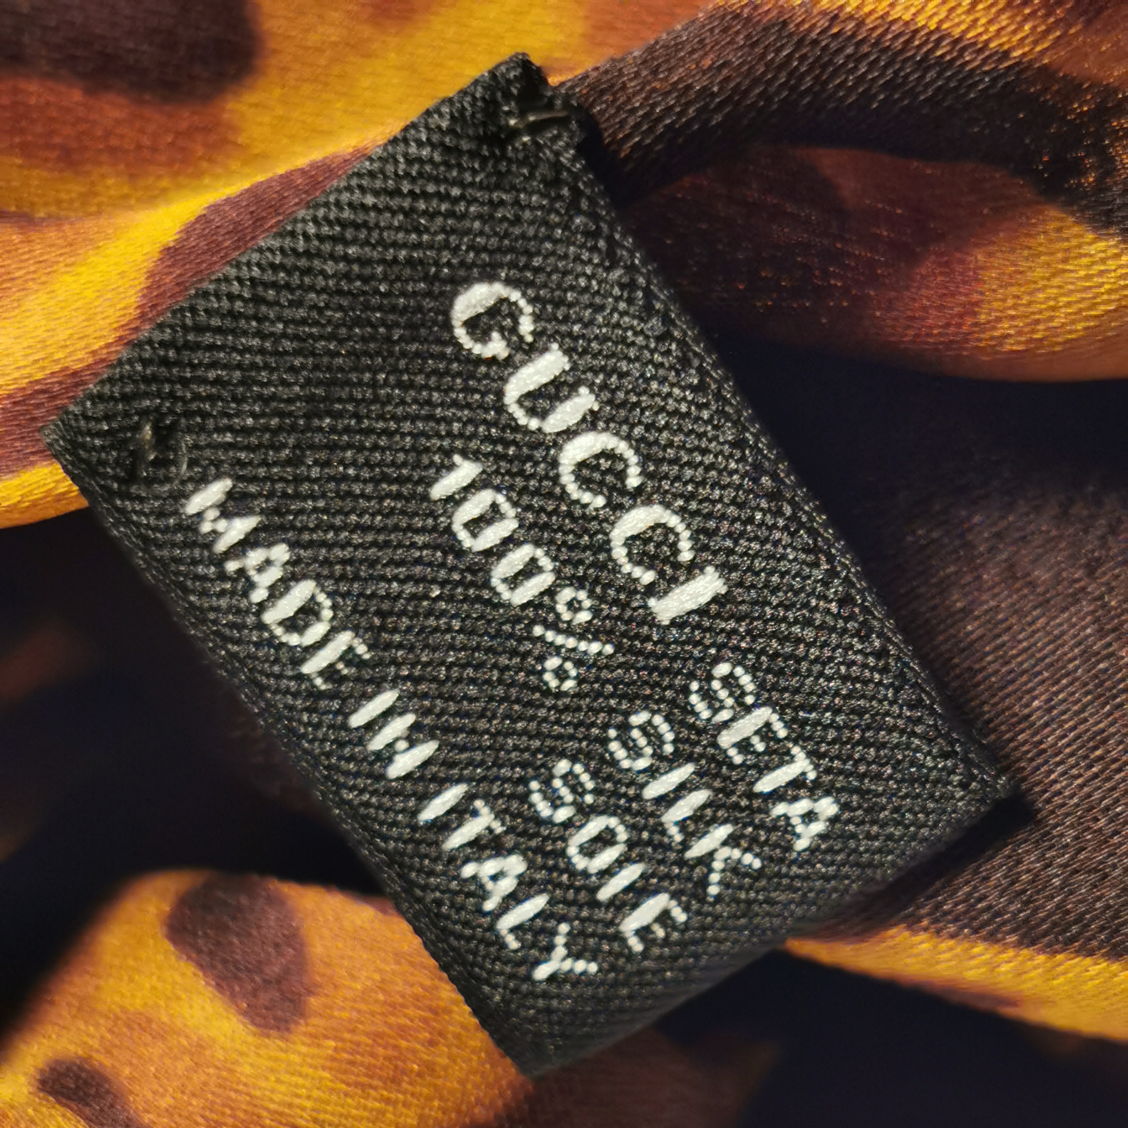 GUCCI SETA
100% SILK
SOIE
MADE IN ITALY